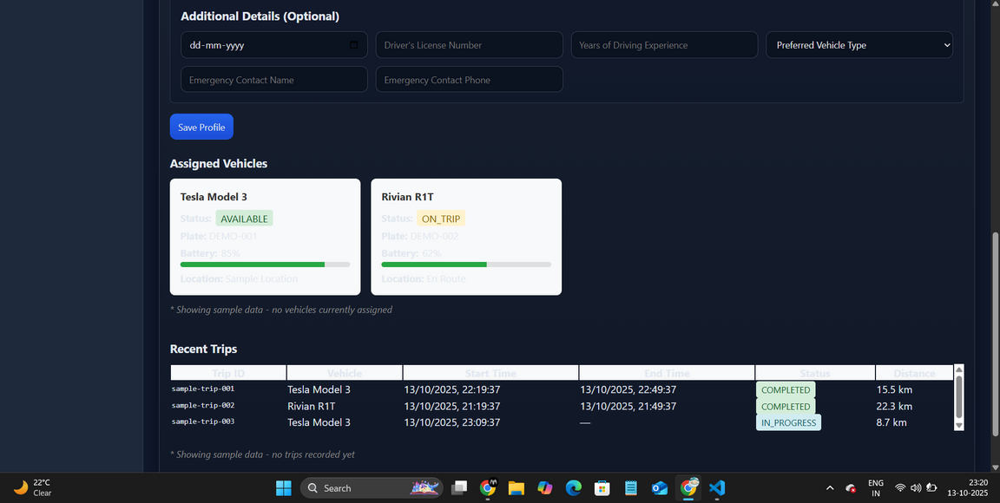 Additional Details (Optional)
dd-mm-yyyy Driver's License Number Years of Driving Experience Preferred Vehicle Type
Emergency Contact Name Emergency Contact Phone
Save Profile
Assigned Vehicles
Tesla Model 3
Status: AVAILABLE
Plate: DEMO-001
Battery: 85%
Location: Sample Location
Rivian R1T
Status: ON_TRIP
Plate: DEMO-002
Battery: 62%
Location: En Route
* Showing sample data - no vehicles currently assigned
Recent Trips
Trip ID Vehicle Start Time End Time Status Distance
sample-trip-001 Tesla Model 3 13/10/2025, 22:19:37 13/10/2025, 22:49:37 COMPLETED 15.5 km
sample-trip-002 Rivian R1T 13/10/2025, 21:19:37 13/10/2025, 21:49:37 COMPLETED 22.3 km
sample-trip-003 Tesla Model 3 13/10/2025, 23:09:37 — IN_PROGRESS 8.7 km
* Showing sample data - no trips recorded yet
22°C
Clear
Search
ENG
IN
23:20
13-10-2025